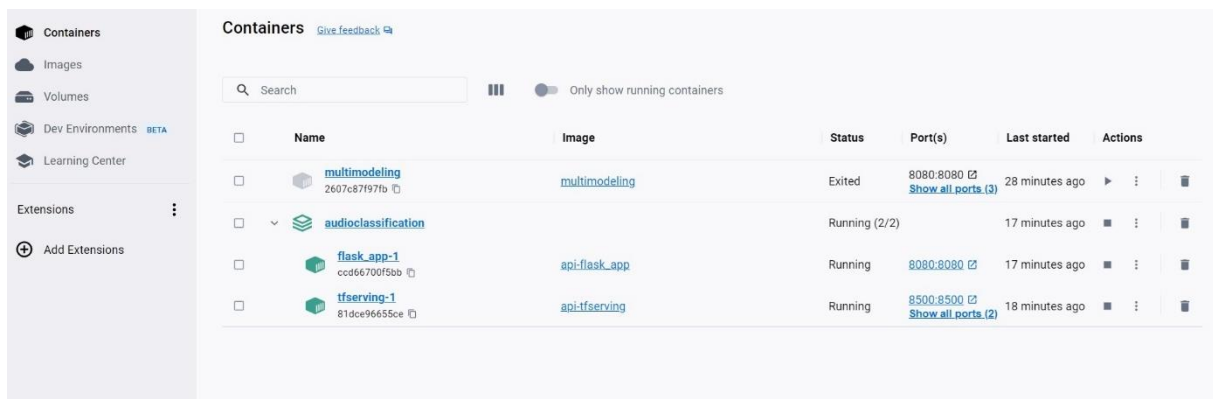 Containers
Images
Volumes
Dev Environments BETA
Learning Center
Extensions
Add Extensions
Containers Give feedback
Search
Only show running containers
Name Image Status Port(s) Last started Actions
multimodeling
2607c87f97fb
multimodeling
Exited
8080:8080
Show all ports (3)
28 minutes ago
audioclassification
Running (2/2)
17 minutes ago
flask_app-1
ccd66700f5bb
api-flask_app
Running
8080:8080
17 minutes ago
tfserving-1
81dce96655ce
api-tfserving
Running
8500:8500
Show all ports (2)
18 minutes ago